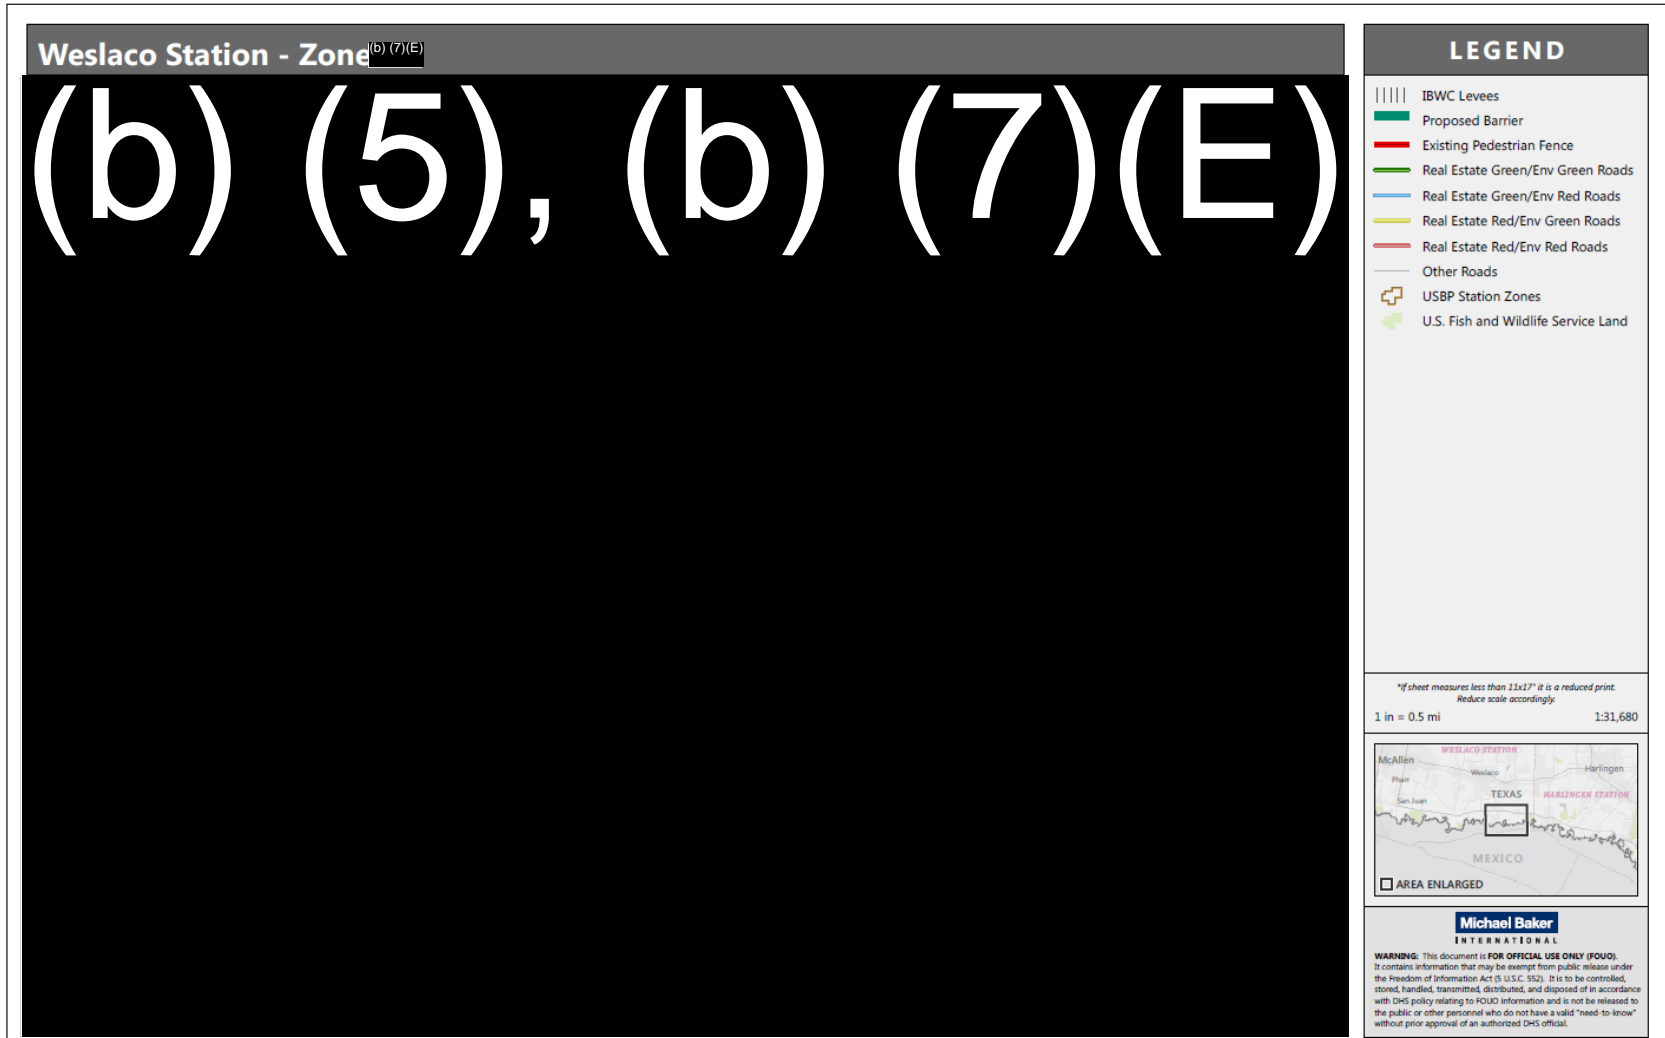 Weslaco Station - Zone (b) (7)(E)
(b) (5), (b) (7)(E)
LEGEND
IBWC Levees
Proposed Barrier
Existing Pedestrian Fence
Real Estate Green/Env Green Roads
Real Estate Green/Env Red Roads
Real Estate Red/Env Green Roads
Real Estate Red/Env Red Roads
Other Roads
USBP Station Zones
U.S. Fish and Wildlife Service Land
*If sheet measures less than 11x17" it is a reduced print.
Reduce scale accordingly.
1 in = 0.5 mi 1:31,680
WESLACO STATION
McAllen
Weslaco
Harlingen
Pharr
TEXAS
HARLINGEN STATION
San Juan
MEXICO
AREA ENLARGED
Michael Baker
INTERNATIONAL
WARNING: This document is FOR OFFICIAL USE ONLY (FOUO).
It contains information that may be exempt from public release under
the Freedom of Information Act (5 U.S.C. 552). It is to be controlled,
stored, handled, transmitted, distributed, and disposed of in accordance
with DHS policy relating to FOUO information and is not be released to
the public or other personnel who do not have a valid "need-to-know"
without prior approval of an authorized DHS official.